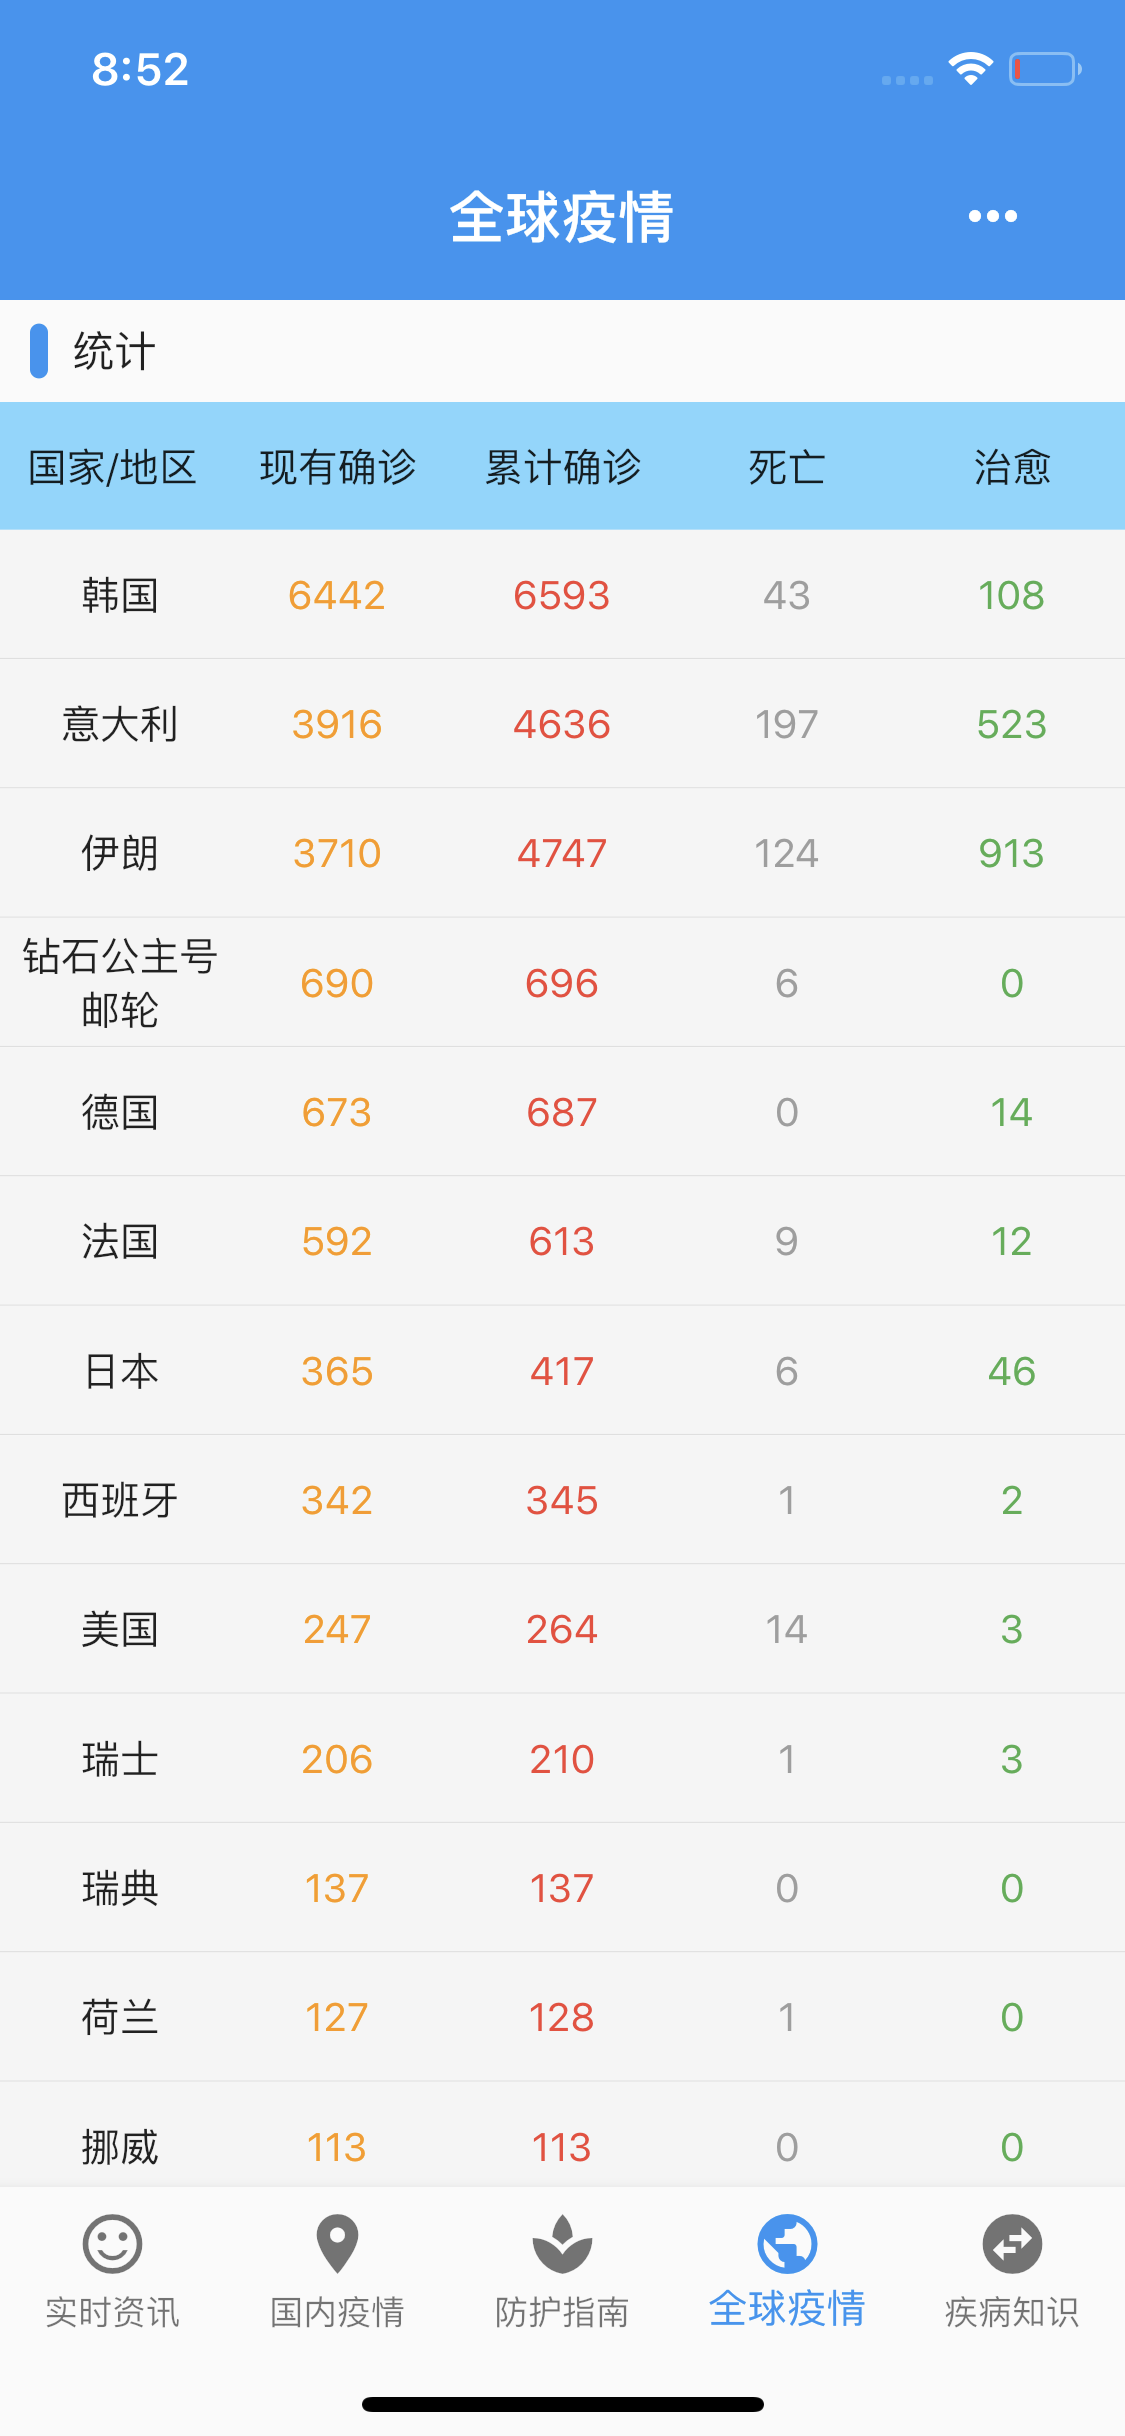 8:52
全球疫情
统计
国家/地区 现有确诊 累计确诊 死亡 治愈
韩国 6442 6593 43 108
意大利 3916 4636 197 523
伊朗 3710 4747 124 913
钻石公主号
邮轮 690 696 6 0
德国 673 687 0 14
法国 592 613 9 12
日本 365 417 6 46
西班牙 342 345 1 2
美国 247 264 14 3
瑞士 206 210 1 3
瑞典 137 137 0 0
荷兰 127 128 1 0
挪威 113 113 0 0
实时资讯 国内疫情 防护指南 全球疫情 疾病知识